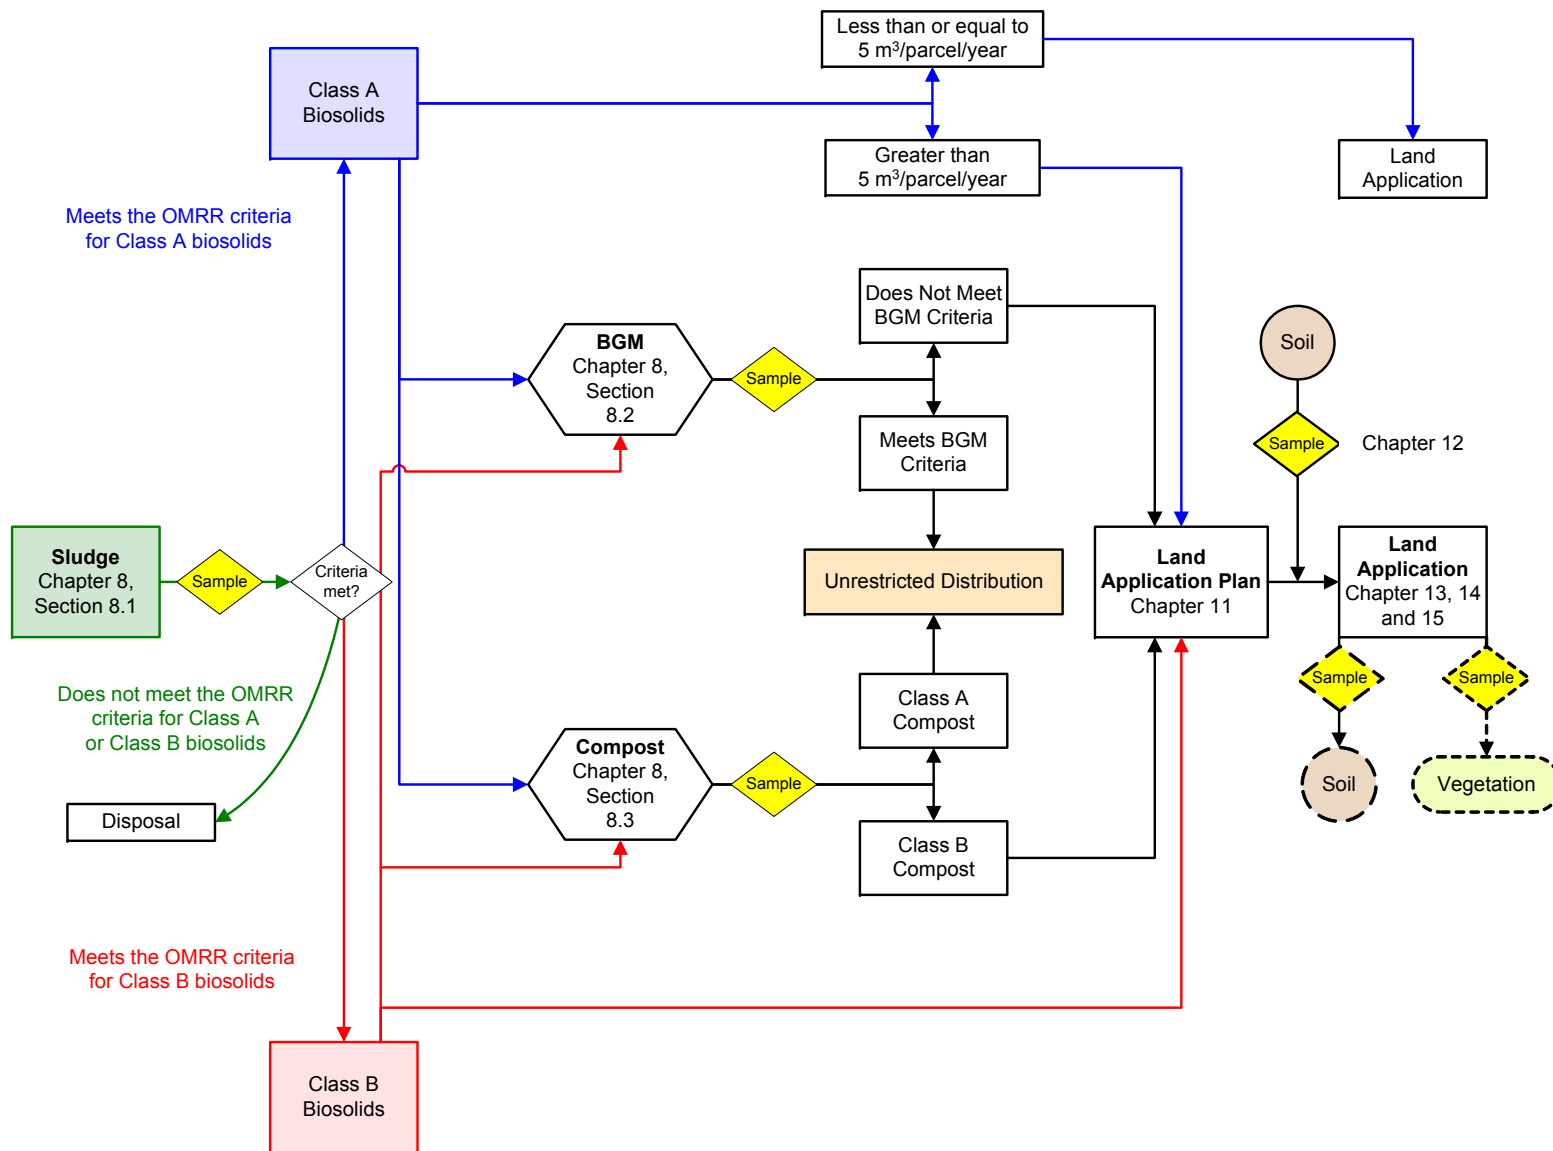 Less than or equal to
5 m³/parcel/year
Class A
Biosolids
Greater than
5 m³/parcel/year
Land
Application
Meets the OMRR criteria
for Class A biosolids
Does Not Meet
BGM Criteria
BGM
Chapter 8,
Section
8.2
Sample
Soil
Meets BGM
Criteria
Sample
Chapter 12
Sludge
Chapter 8,
Section 8.1
Sample
Criteria
met?
Unrestricted Distribution
Land
Application Plan
Chapter 11
Land
Application
Chapter 13, 14
and 15
Does not meet the OMRR
criteria for Class A
or Class B biosolids
Class A
Compost
Sample
Sample
Compost
Chapter 8,
Section
8.3
Sample
Soil
Vegetation
Disposal
Class B
Compost
Meets the OMRR criteria
for Class B biosolids
Class B
Biosolids